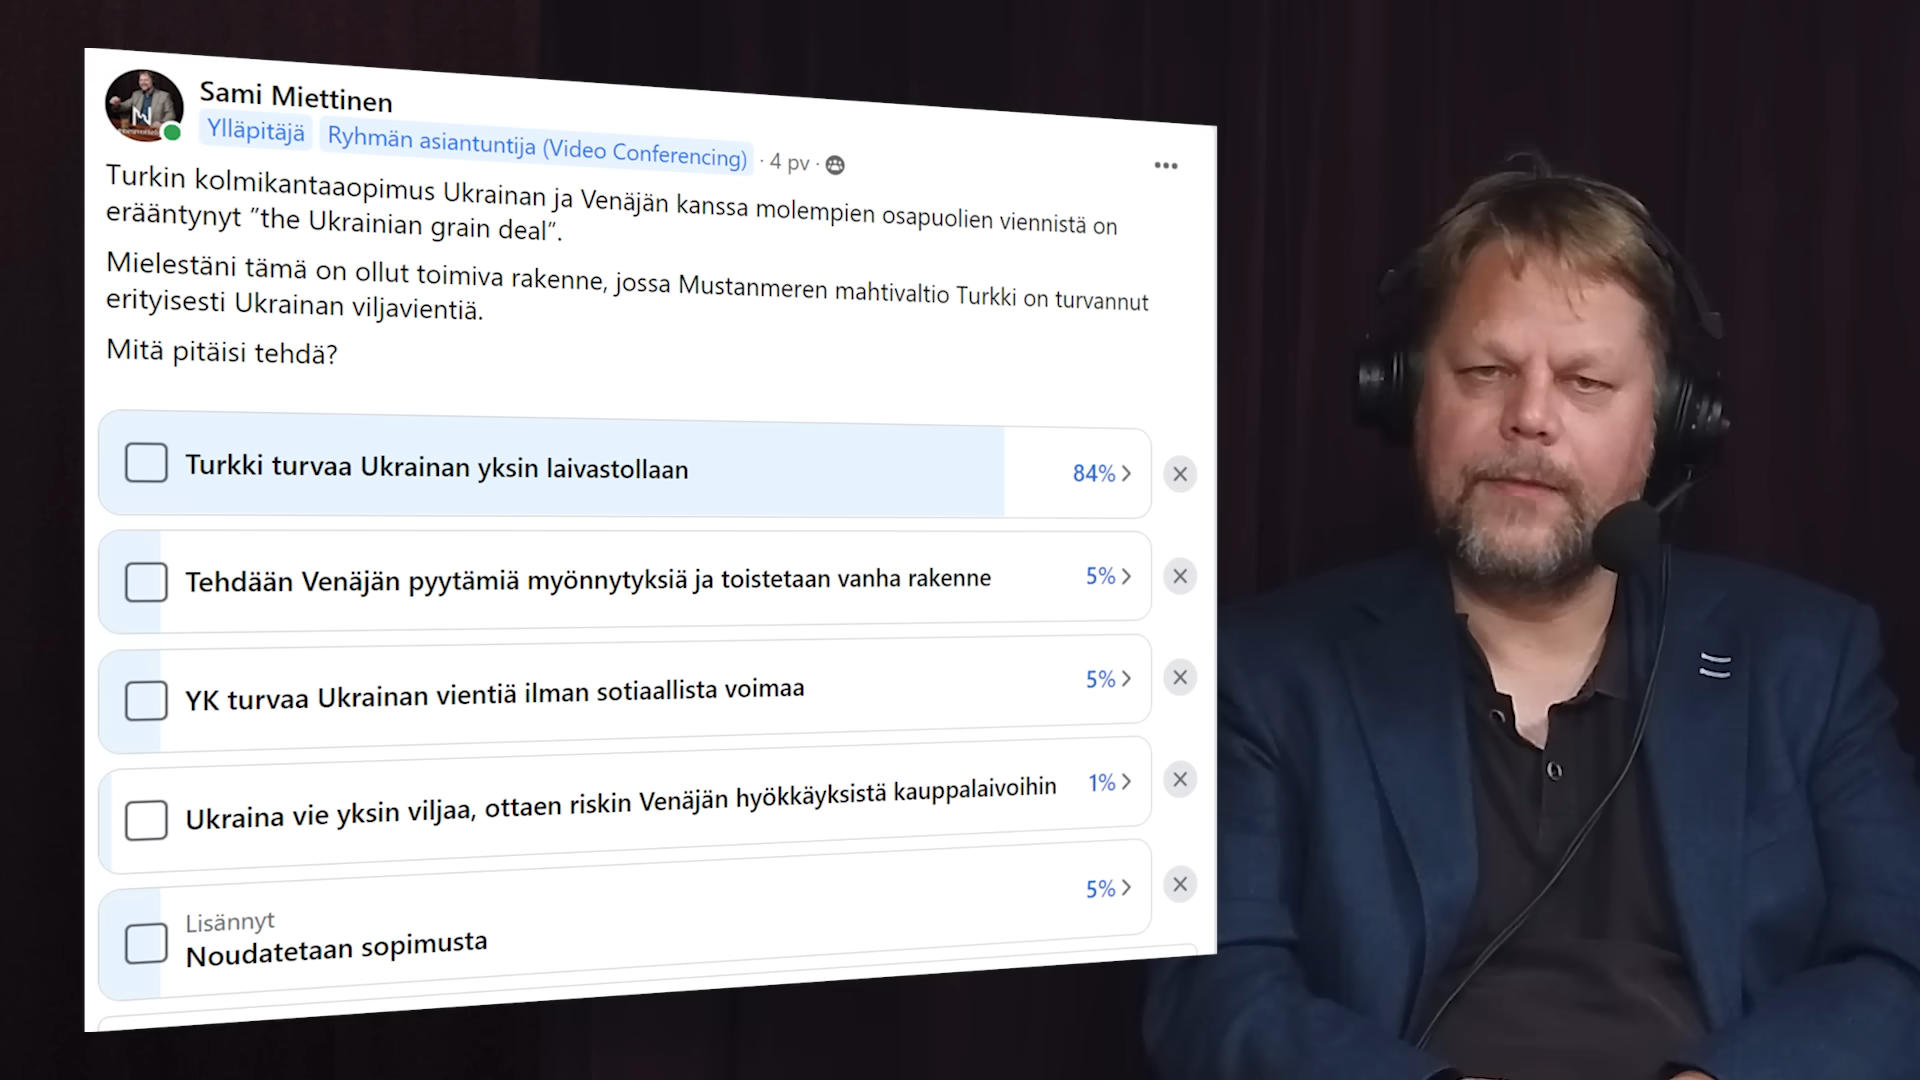 Sami Miettinen
Ylläpitäjä Ryhmän asiantuntija (Video Conferencing) · 4 pv ·
Turkin kolmikantaaopimus Ukrainan ja Venäjän kanssa molempien osapuolien viennistä on
erääntynyt ”the Ukrainian grain deal”.
Mielestäni tämä on ollut toimiva rakenne, jossa Mustanmeren mahtivaltio Turkki on turvannut
erityisesti Ukrainan viljavientiä.
Mitä pitäisi tehdä?
Turkki turvaa Ukrainan yksin laivastollaan 84%
Tehdään Venäjän pyytämiä myönnytyksiä ja toistetaan vanha rakenne 5%
YK turvaa Ukrainan vientiä ilman sotiaallista voimaa 5%
Ukraina vie yksin viljaa, ottaen riskin Venäjän hyökkäyksistä kauppalaivoihin 1%
Lisännyt
Noudatetaan sopimusta 5%